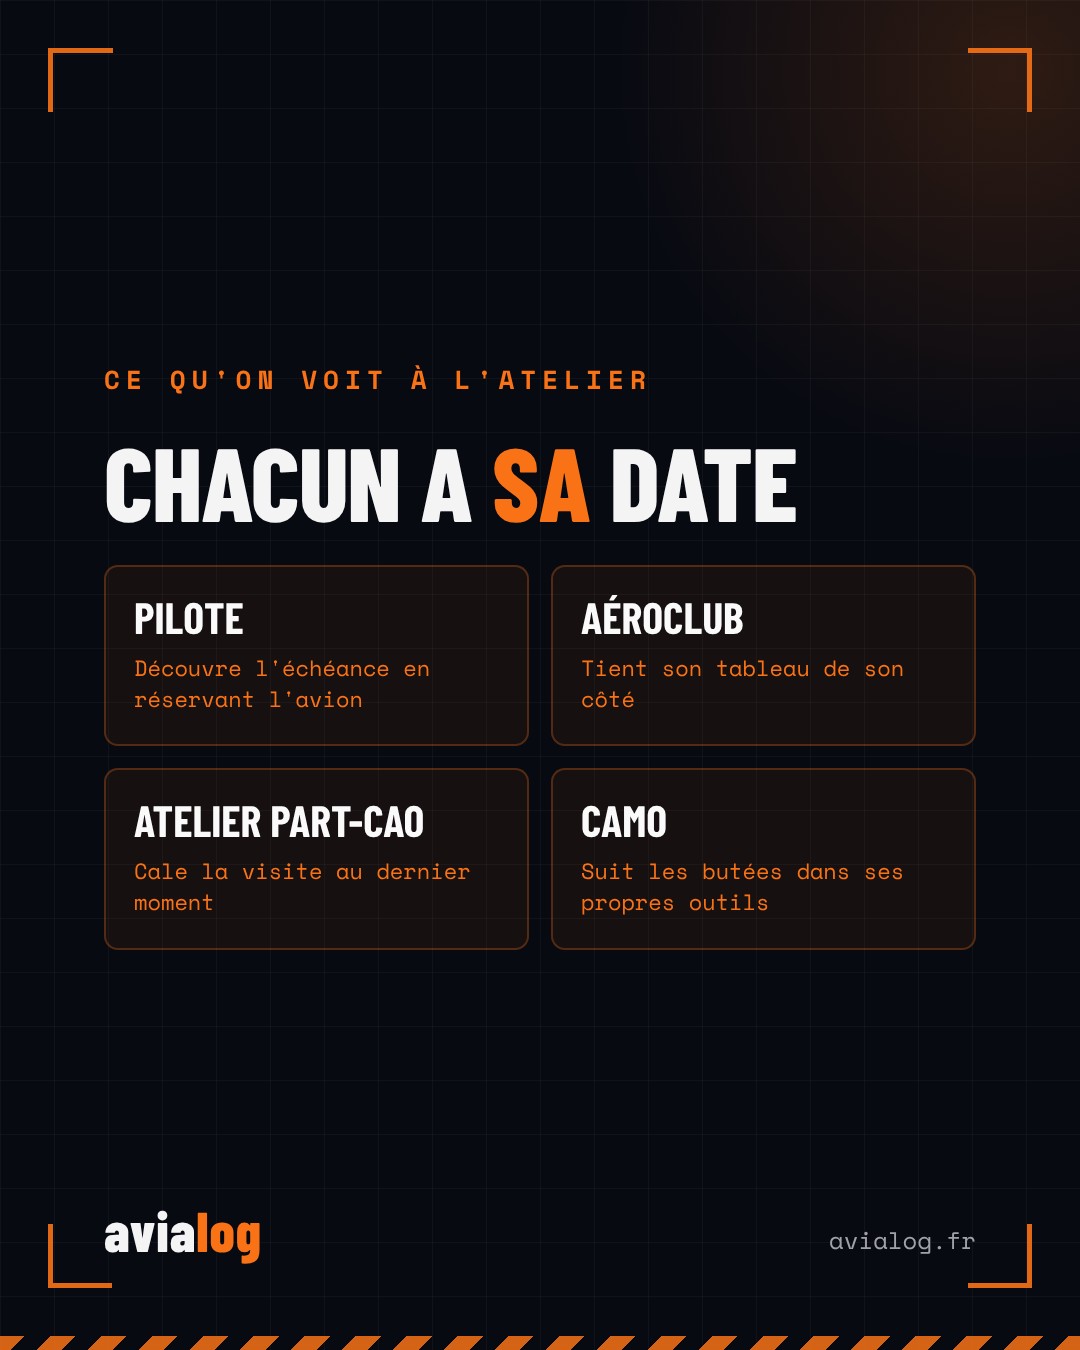 CE QU'ON VOIT À L'ATELIER
CHACUN A SA DATE
PILOTE
Découvre l'échéance en
réservant l'avion
AÉROCLUB
Tient son tableau de son
côté
ATELIER PART-CAO
Cale la visite au dernier
moment
CAMO
Suit les butées dans ses
propres outils
avialog
avialog.fr